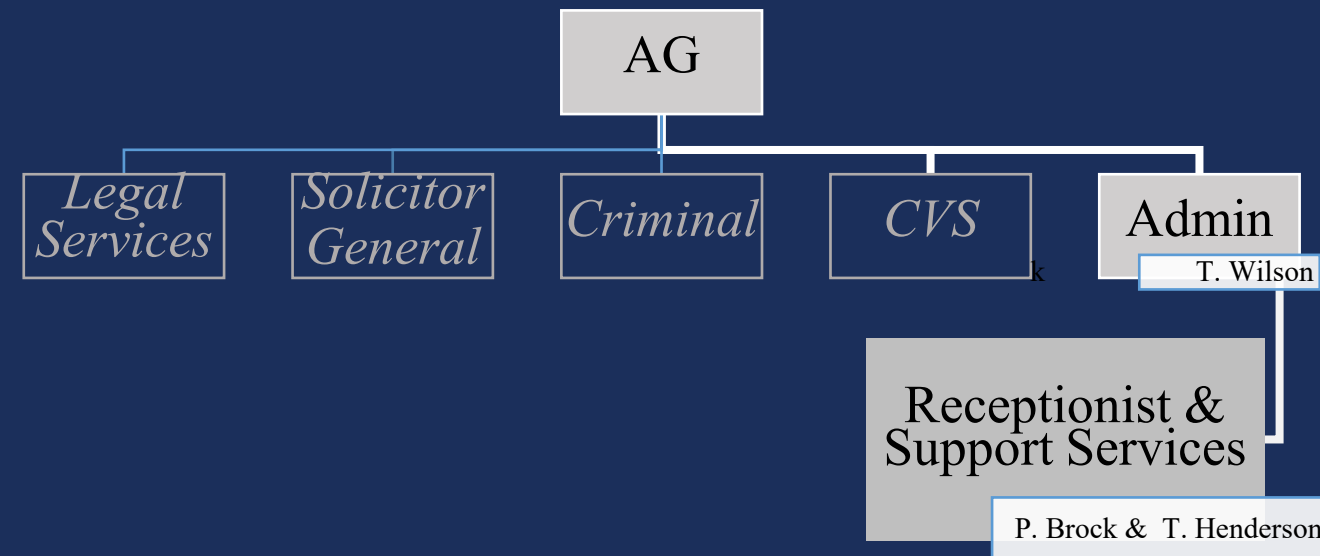 AG
Legal
Services
Solicitor
General
Criminal
CVS
k
Admin
T. Wilson
Receptionist &
Support Services
P. Brock & T. Henderson